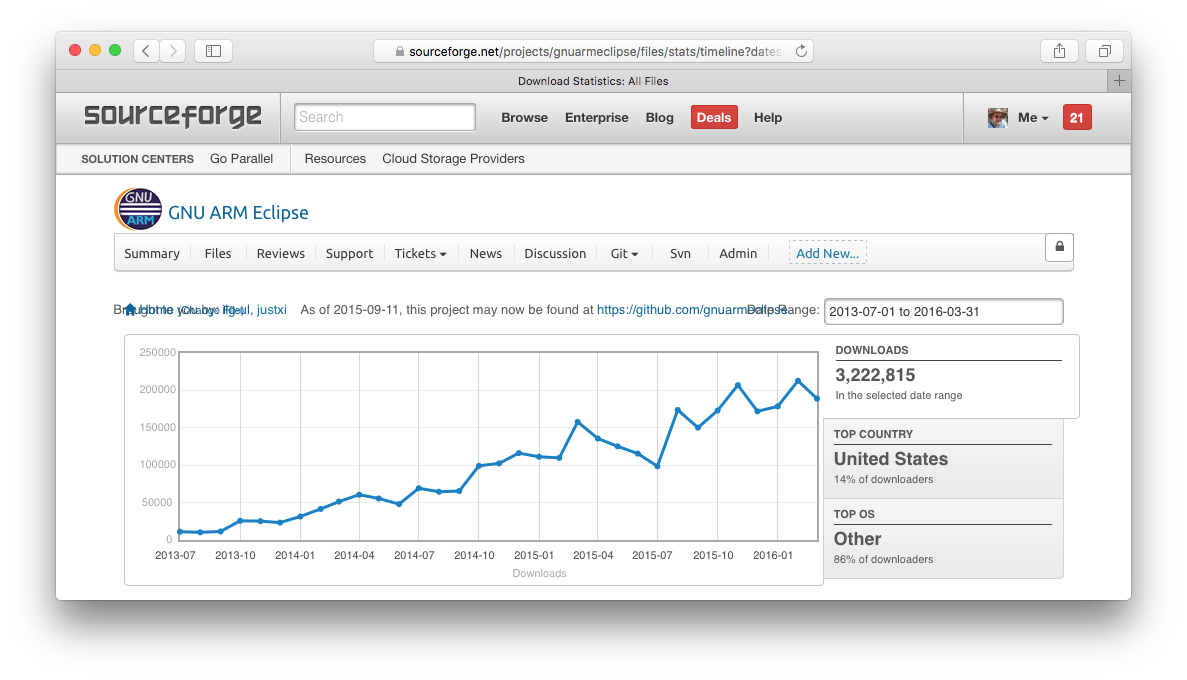 sourceforge.net/projects/gnuarmeclipse/files/stats/timeline?dates
Download Statistics: All Files
sourceforge
Search
Browse Enterprise Blog Deals Help
Me
21
SOLUTION CENTERS Go Parallel Resources Cloud Storage Providers
GNU ARM
GNU ARM Eclipse
Summary Files Reviews Support Tickets News Discussion Git Svn Admin Add New...
Brought to you by: ilg-ul, justxi
Home (Change File)
As of 2015-09-11, this project may now be found at https://github.com/gnuarmeclipse.
Date Range: 2013-07-01 to 2016-03-31
250000
200000
150000
100000
50000
0
2013-07 2013-10 2014-01 2014-04 2014-07 2014-10 2015-01 2015-04 2015-07 2015-10 2016-01
Downloads
DOWNLOADS
3,222,815
In the selected date range
TOP COUNTRY
United States
14% of downloaders
TOP OS
Other
86% of downloaders